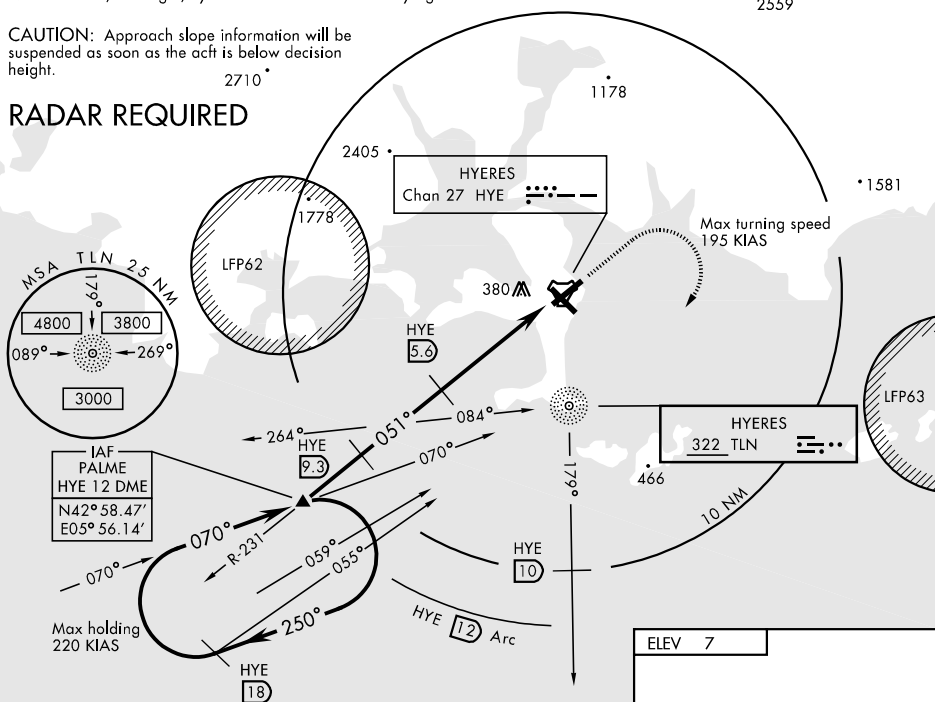 2559
CAUTION: Approach slope information will be
suspended as soon as the acft is below decision
height.
2710
RADAR REQUIRED
1178
2405
HYERES
Chan 27 HYE
1581
1778
Max turning speed
195 KIAS
LFP62
MSA TLN 25 NM
179°
4800
3800
089°
269°
3000
380
HYE
5.6
LFP63
264°
084°
051°
HYERES
322 TLN
HYE
9.3
070°
IAF
PALME
HYE 12 DME
N42° 58.47'
E05° 56.14'
466
179°
10 NM
070°
R-231
059°
055°
070°
HYE
10
250°
HYE 12 Arc
Max holding
220 KIAS
HYE
18
ELEV 7